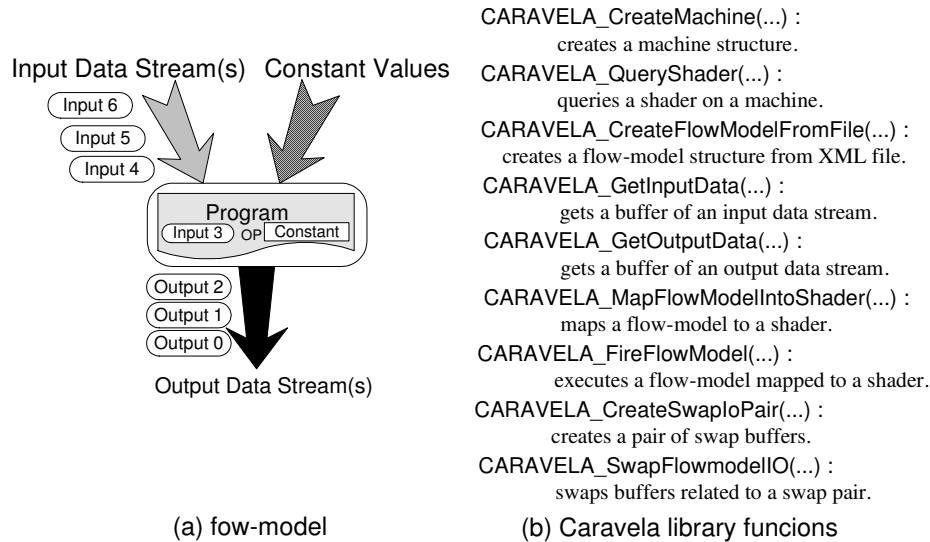 Input Data Stream(s)
Constant Values
Input 6
Input 5
Input 4
Program
Input 3 OP Constant
Output 2
Output 1
Output 0
Output Data Stream(s)
(a) fow-model
CARAVELA_CreateMachine(...) :
creates a machine structure.
CARAVELA_QueryShader(...) :
queries a shader on a machine.
CARAVELA_CreateFlowModelFromFile(...) :
creates a flow-model structure from XML file.
CARAVELA_GetInputData(...) :
gets a buffer of an input data stream.
CARAVELA_GetOutputData(...) :
gets a buffer of an output data stream.
CARAVELA_MapFlowModelIntoShader(...) :
maps a flow-model to a shader.
CARAVELA_FireFlowModel(...) :
executes a flow-model mapped to a shader.
CARAVELA_CreateSwapIoPair(...) :
creates a pair of swap buffers.
CARAVELA_SwapFlowmodelIO(...) :
swaps buffers related to a swap pair.
(b) Caravela library funcions